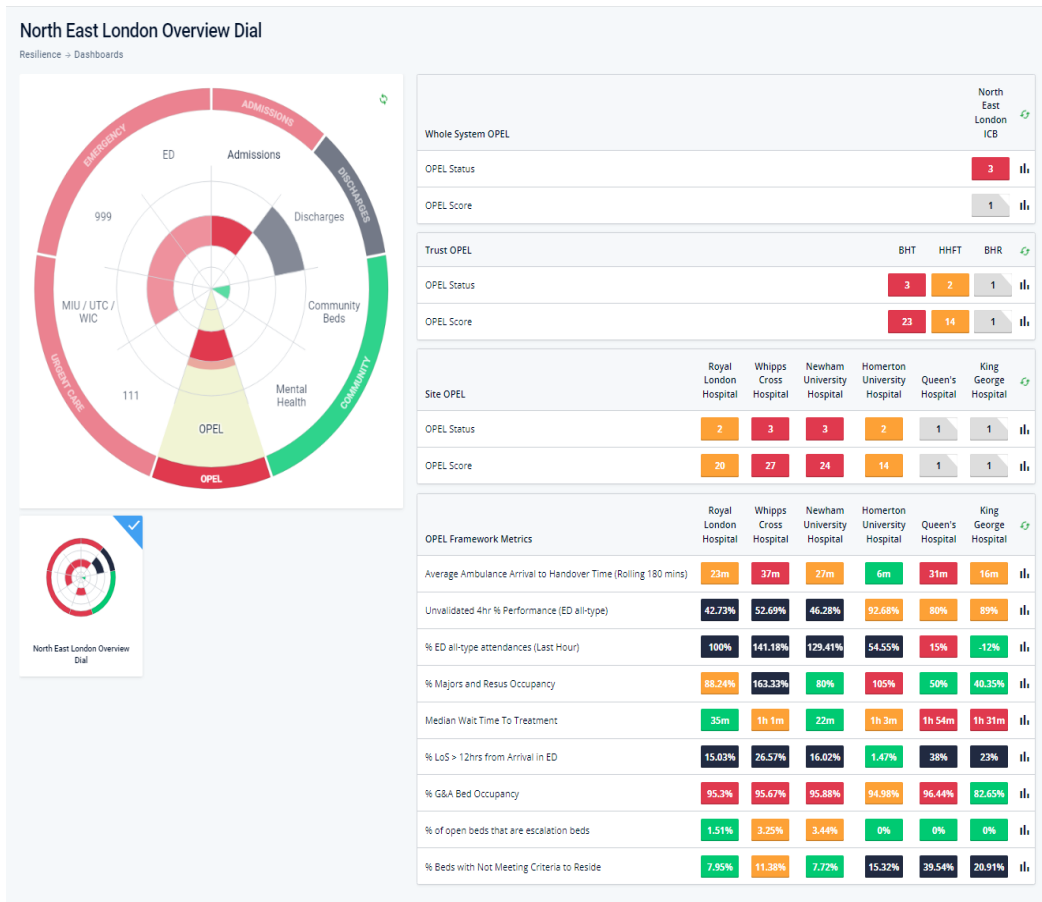 North East London Overview Dial
Resilience → Dashboards
EMERGENCY
ADMISSIONS
DISCHARGES
COMMUNITY
OPEL
URGENT CARE
ED
Admissions
Discharges
Community
Beds
Mental
Health
OPEL
111
MIU / UTC /
WIC
999
North East London Overview
Dial
Whole System OPEL
North
East
London
ICB
OPEL Status 3
OPEL Score 1
Trust OPEL BHT HHFT BHR
OPEL Status 3 2 1
OPEL Score 23 14 1
Site OPEL
Royal
London
Hospital
Whipps
Cross
Hospital
Newham
University
Hospital
Homerton
University
Hospital
Queen's
Hospital
King
George
Hospital
OPEL Status 2 3 3 2 1 1
OPEL Score 20 27 24 14 1 1
OPEL Framework Metrics
Royal
London
Hospital
Whipps
Cross
Hospital
Newham
University
Hospital
Homerton
University
Hospital
Queen's
Hospital
King
George
Hospital
Average Ambulance Arrival to Handover Time (Rolling 180 mins) 23m 37m 27m 6m 31m 16m
Unvalidated 4hr % Performance (ED all-type) 42.73% 52.69% 46.28% 92.68% 80% 89%
% ED all-type attendances (Last Hour) 100% 141.18% 129.41% 54.55% 15% -12%
% Majors and Resus Occupancy 88.24% 163.33% 80% 105% 50% 40.35%
Median Wait Time To Treatment 35m 1h 1m 22m 1h 3m 1h 54m 1h 31m
% LoS > 12hrs from Arrival in ED 15.03% 26.57% 16.02% 1.47% 38% 23%
% G&A Bed Occupancy 95.3% 95.67% 95.88% 94.98% 96.44% 82.65%
% of open beds that are escalation beds 1.51% 3.25% 3.44% 0% 0% 0%
% Beds with Not Meeting Criteria to Reside 7.95% 11.38% 7.72% 15.32% 39.54% 20.91%